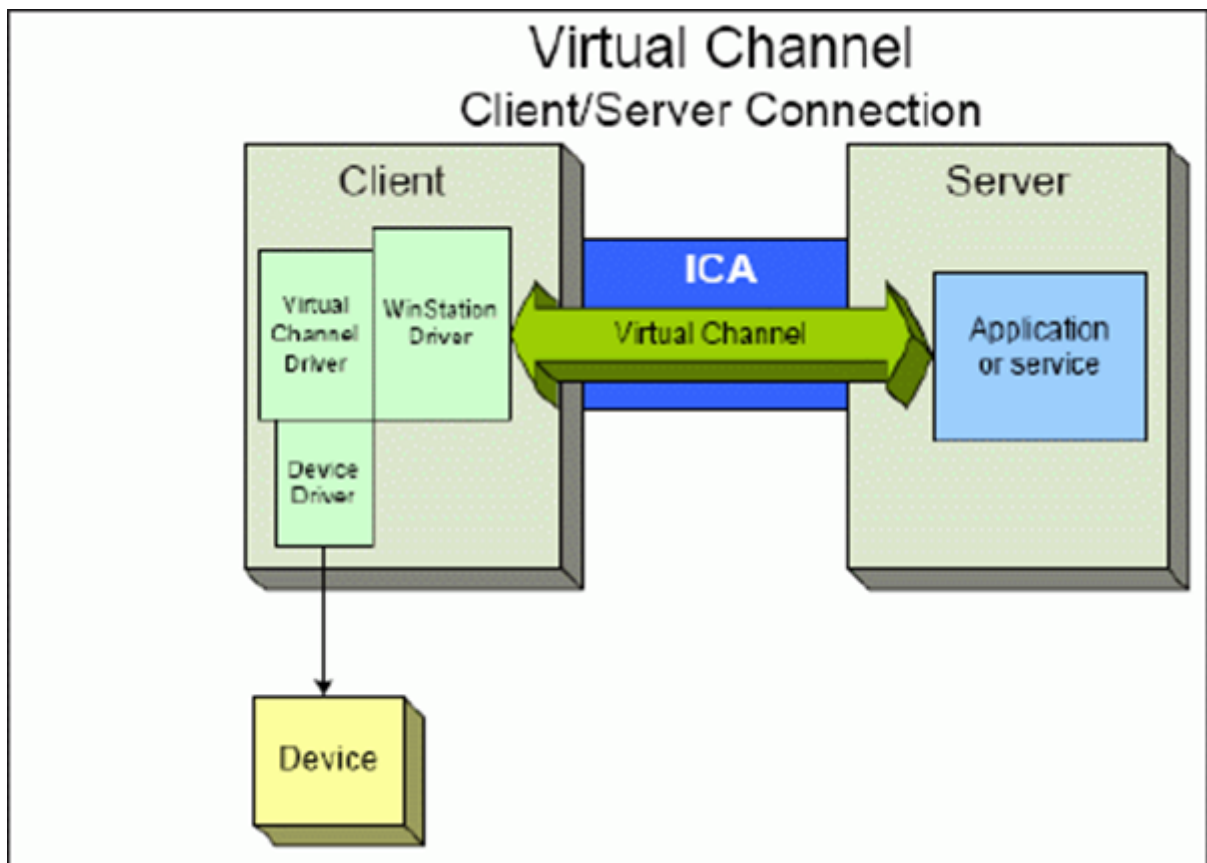 Virtual Channel
Client/Server Connection
Client
Server
ICA
Virtual
Channel
Driver
WinStation
Driver
Virtual Channel
Application
or service
Device
Driver
Device